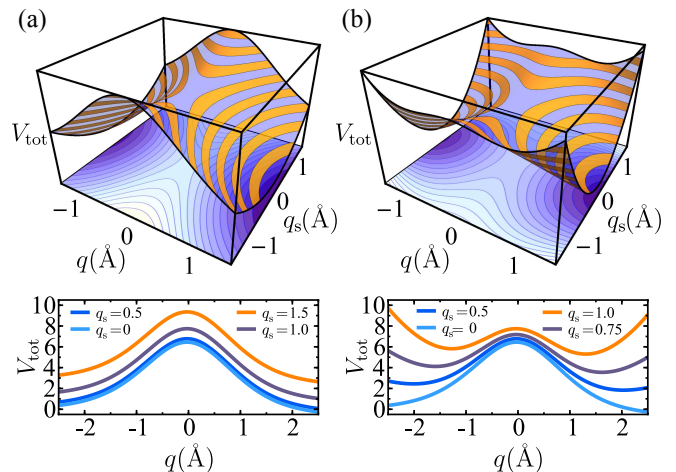 (a)
V_tot
−1
0
1
q(Å)
−1
0
1
q_s(Å)
(b)
V_tot
−1
0
1
q(Å)
−1
0
1
q_s(Å)
10
8
6
4
2
0
V_tot
q_s=0.5
q_s=0
q_s=1.5
q_s=1.0
-2
-1
0
1
2
q(Å)
10
8
6
4
2
0
V_tot
q_s=0.5
q_s=0
q_s=1.0
q_s=0.75
-2
-1
0
1
2
q(Å)